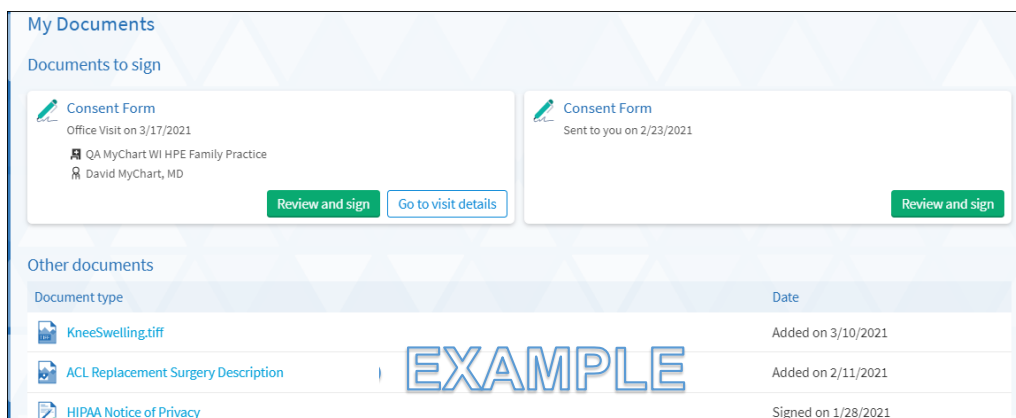 My Documents
Documents to sign
Consent Form
Office Visit on 3/17/2021
QA MyChart WI HPE Family Practice
David MyChart, MD
Review and sign
Go to visit details
Consent Form
Sent to you on 2/23/2021
Review and sign
Other documents
Document type Date
KneeSwelling.tiff Added on 3/10/2021
ACL Replacement Surgery Description ) Added on 2/11/2021
EXAMPLE
HIPAA Notice of Privacy Signed on 1/28/2021